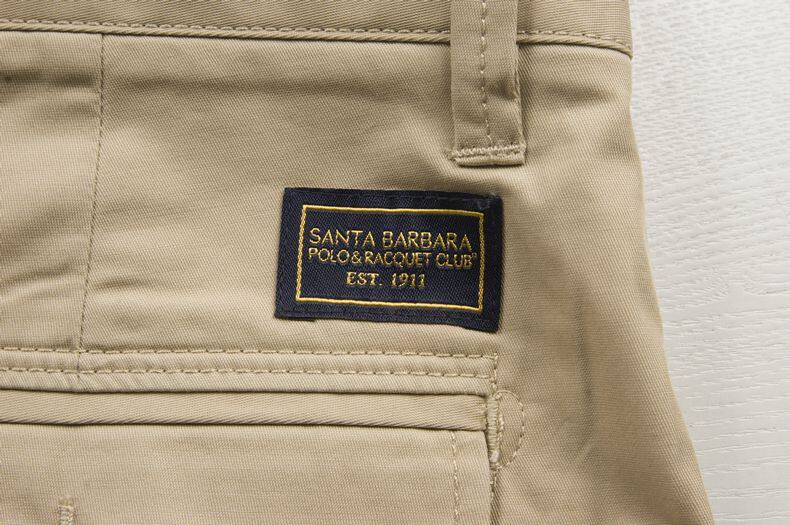 SANTA BARBARA
POLO & RACQUET CLUB®
EST. 1911